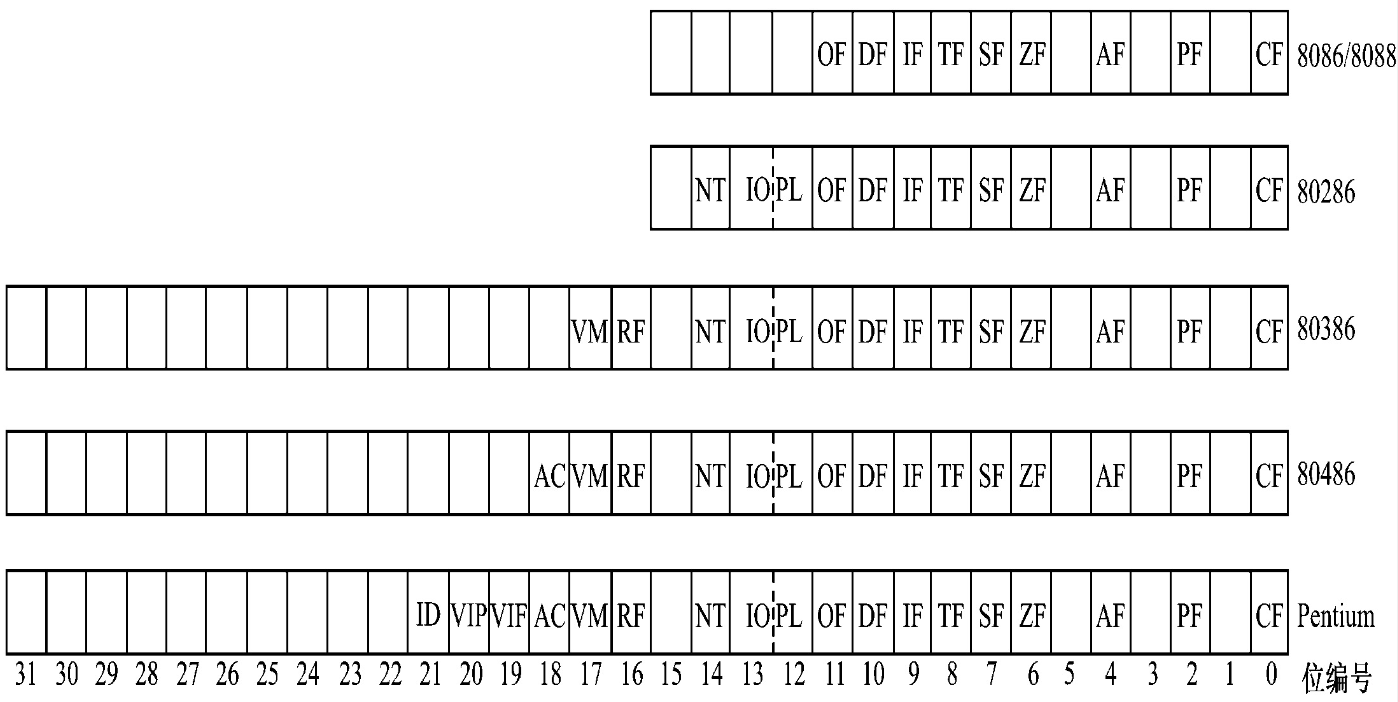 OF DF IF TF SF ZF AF PF CF 8086/8088
NT IO PL OF DF IF TF SF ZF AF PF CF 80286
VM RF NT IO PL OF DF IF TF SF ZF AF PF CF 80386
AC VM RF NT IO PL OF DF IF TF SF ZF AF PF CF 80486
ID VIP VIF AC VM RF NT IO PL OF DF IF TF SF ZF AF PF CF Pentium
31 30 29 28 27 26 25 24 23 22 21 20 19 18 17 16 15 14 13 12 11 10 9 8 7 6 5 4 3 2 1 0 位编号